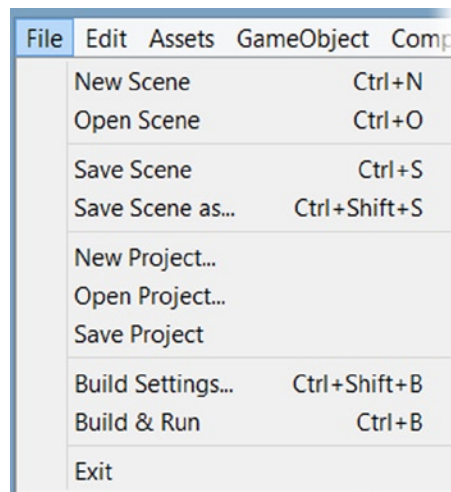 File Edit Assets GameObject Comp
New Scene Ctrl+N
Open Scene Ctrl+O
Save Scene Ctrl+S
Save Scene as... Ctrl+Shift+S
New Project...
Open Project...
Save Project
Build Settings... Ctrl+Shift+B
Build & Run Ctrl+B
Exit